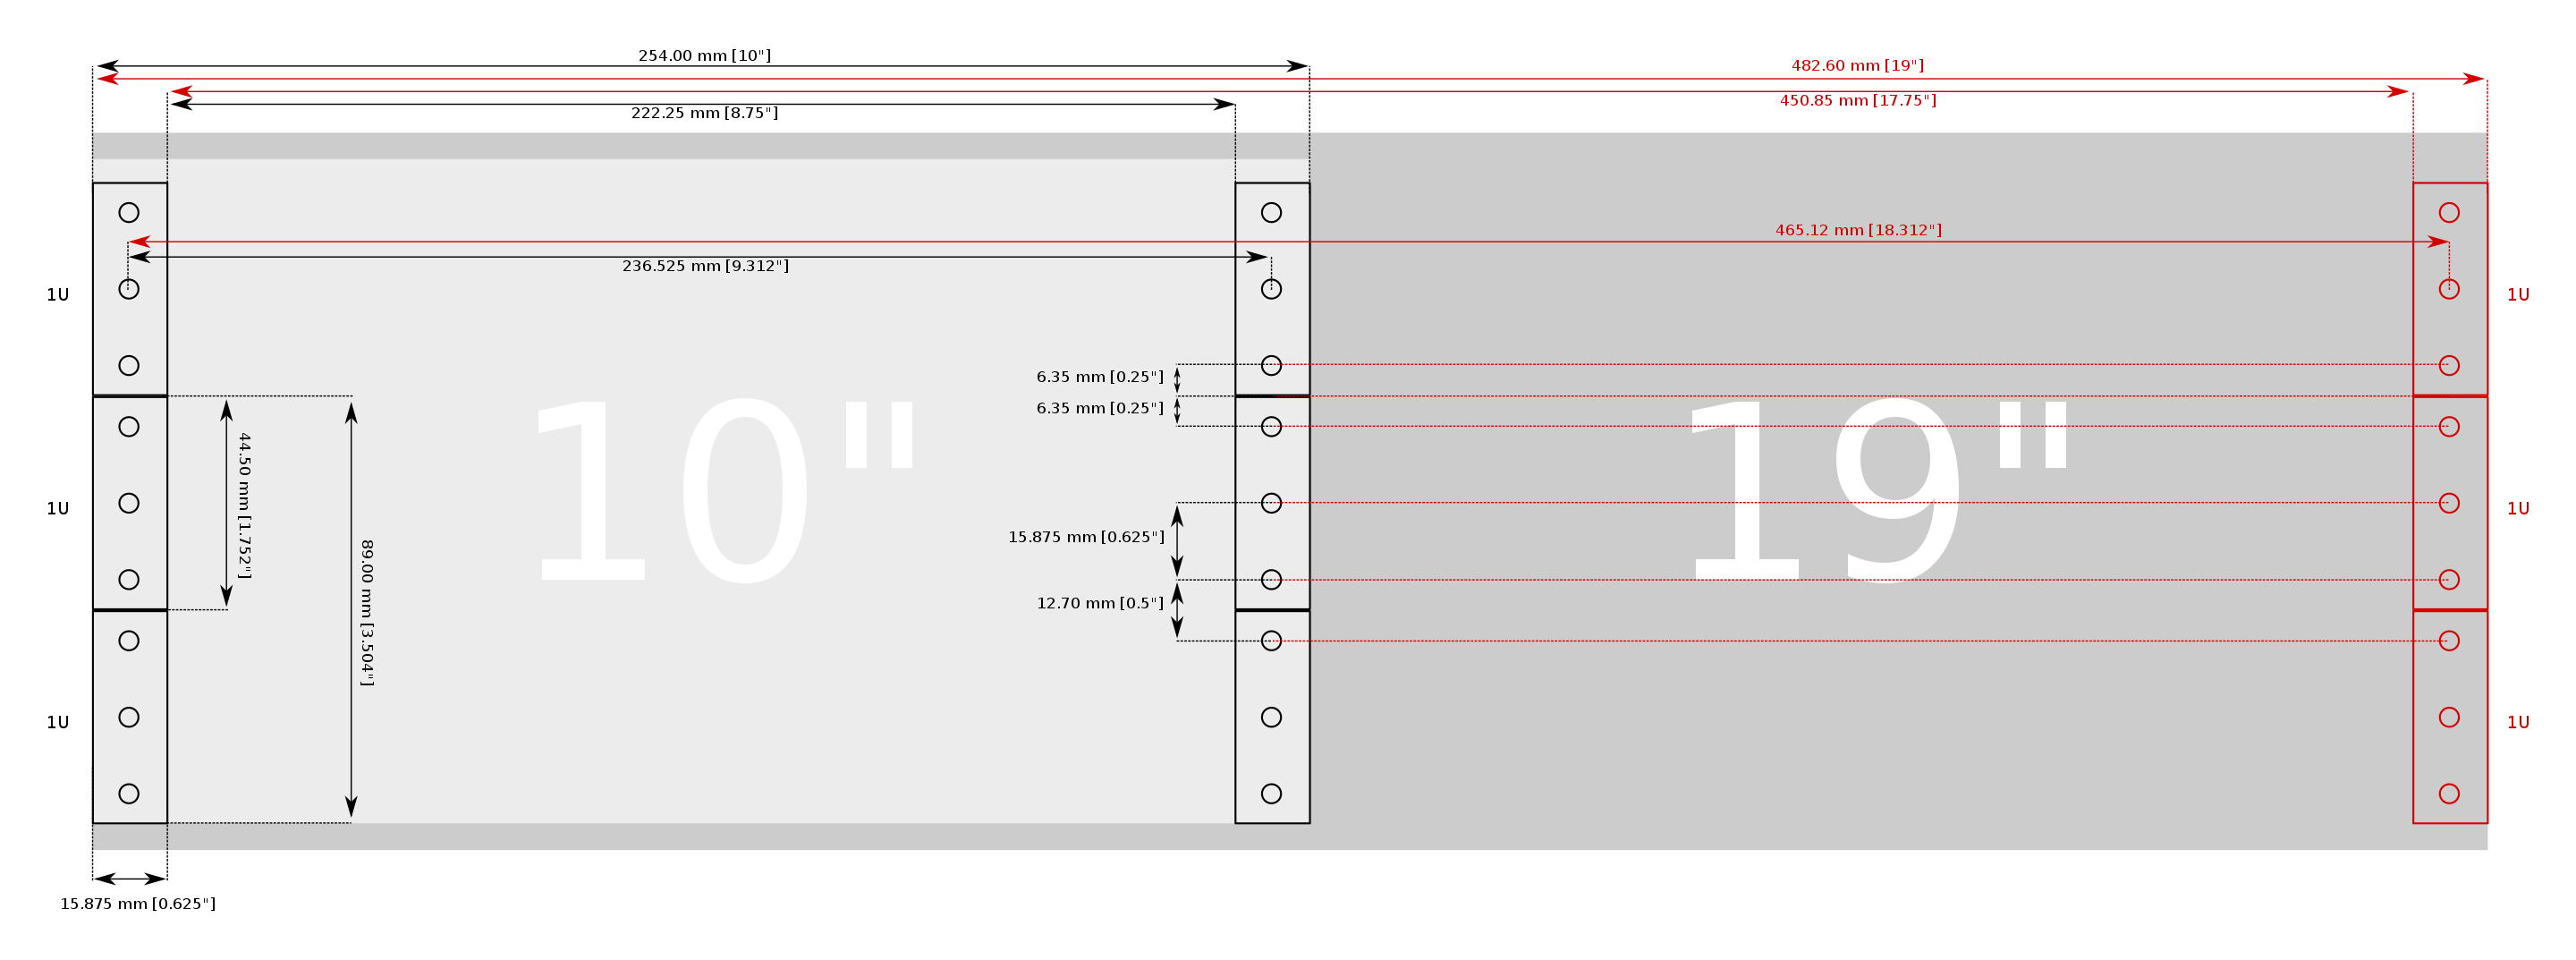 254.00 mm [10"]
482.60 mm [19"]
450.85 mm [17.75"]
222.25 mm [8.75"]
465.12 mm [18.312"]
236.525 mm [9.312"]
1U
1U
6.35 mm [0.25"]
6.35 mm [0.25"]
10"
19"
44.50 mm [1.752"]
1U
1U
15.875 mm [0.625"]
89.00 mm [3.504"]
12.70 mm [0.5"]
1U
1U
15.875 mm [0.625"]